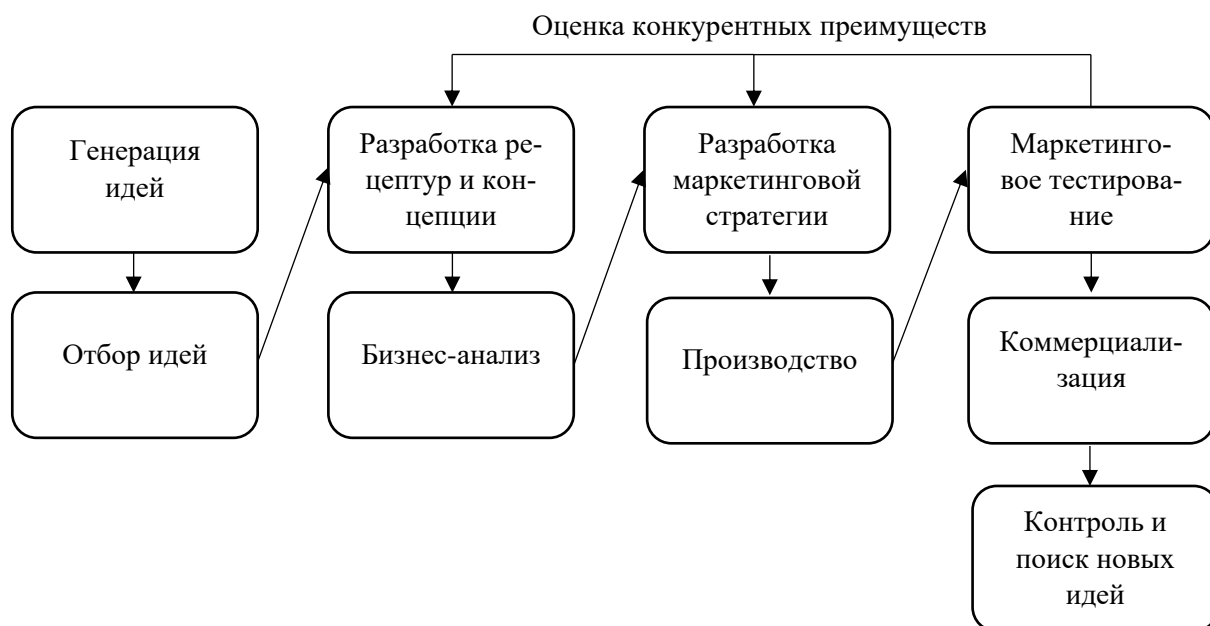 Оценка конкурентных преимуществ
Генерация
идей
Отбор идей
Разработка ре-
цептур и кон-
цепции
Бизнес-анализ
Разработка
маркетинговой
стратегии
Производство
Маркетинго-
вое тестирова-
ние
Коммерциали-
зация
Контроль и
поиск новых
идей